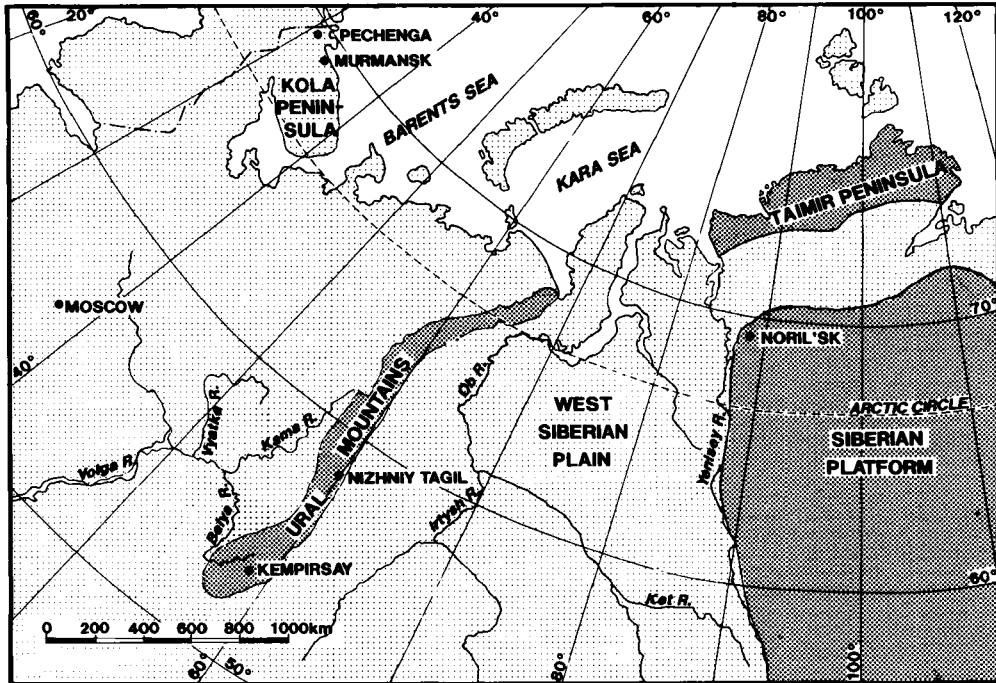 60°
20°
40°
60°
80°
100°
120°
PECHENGA
MURMANSK
KOLA
PENIN-
SULA
BARENTS SEA
KARA SEA
TAIMIR PENINSULA
MOSCOW
70°
NORIL'SK
40°
URAL MOUNTAINS
Ob R.
WEST
SIBERIAN
PLAIN
ARCTIC CIRCLE
SIBERIAN
PLATFORM
Yenisey R.
Vyatka R.
Kama R.
Volga R.
NIZHNIY TAGIL
Irtysh R.
Belya R.
KEMPIRSAY
Ket R.
60°
0 200 400 600 800 1000km
60°
50°
80°
100°